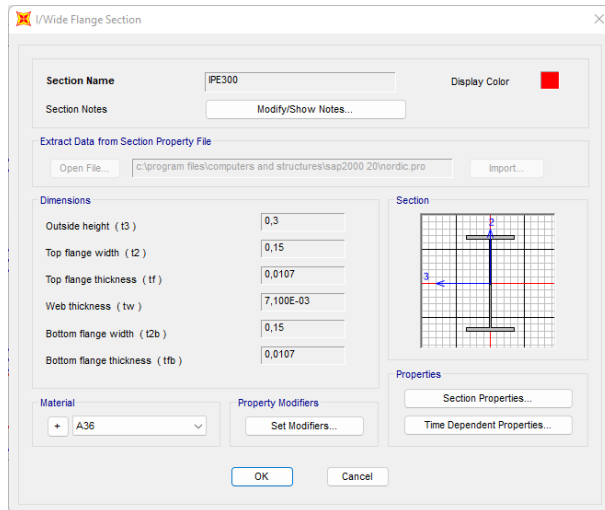 I/Wide Flange Section
Section Name IPE300 Display Color
Section Notes Modify/Show Notes...
Extract Data from Section Property File
Open File... c:\program files\computers and structures\sap2000 20\nordic.pro Import...
Dimensions
Outside height ( t3 ) 0,3
Top flange width ( t2 ) 0,15
Top flange thickness ( tf ) 0,0107
Web thickness ( tw ) 7,100E-03
Bottom flange width ( t2b ) 0,15
Bottom flange thickness ( tfb ) 0,0107
Section
2
3
Material
+ A36
Property Modifiers
Set Modifiers...
Properties
Section Properties...
Time Dependent Properties...
OK Cancel